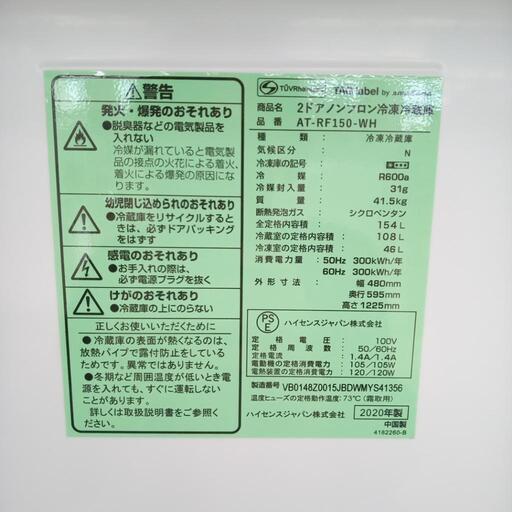 ⚠警告
発火・爆発のおそれあり
●脱臭器などの電気製品を
入れない
冷媒が漏れていると電気製
品の接点の火花による着火、
着火による爆発の原因にな
ります。
幼児閉じ込められのおそれあり
●冷蔵庫をリサイクルすると
きは、必ずドアパッキング
をはずす
感電のおそれあり
●お手入れの際は、
必ず電源プラグを抜く
けがのおそれあり
●冷蔵庫の上にのらない
正しくお使いいただくために
●冷蔵庫の表面が熱くなるのは、
放熱パイプで露付防止をしてい
るためです。異常ではありません。
●冬期など周囲温度が低いとき電
源を入れても、すぐに運転しない
ことがあります。
詳しくは取扱説明書をご参照ください。
TÜVRheinland TAGlabel by amadana
商品名 2ドアノンフロン冷凍冷蔵庫
品番 AT-RF150-WH
種類: 冷凍冷蔵庫
気候区分: N
冷凍庫の記号:
冷媒: R600a
冷媒封入量: 31g
質量: 41.5kg
断熱発泡ガス: シクロペンタン
全定格内容積: 154L
冷蔵室の定格内容積: 108L
冷凍室の定格内容積: 46L
消費電力量: 50Hz 300kWh/年
60Hz 300kWh/年
外形寸法: 幅 480mm
奥行 595mm
高さ 1225mm
PS
E
ハイセンスジャパン株式会社
定格電圧: 100V
定格周波数: 50/60Hz
定格電流: 1.4A/1.4A
電動機の定格消費電力: 105/105W
電熱装置の定格消費電力: 120/120W
製造番号 VB0148Z0015JBDWMYS41356
温度ヒューズの定格動作温度: 73℃(霜取用)
ハイセンスジャパン株式会社 2020年製
中国製
4182260-B